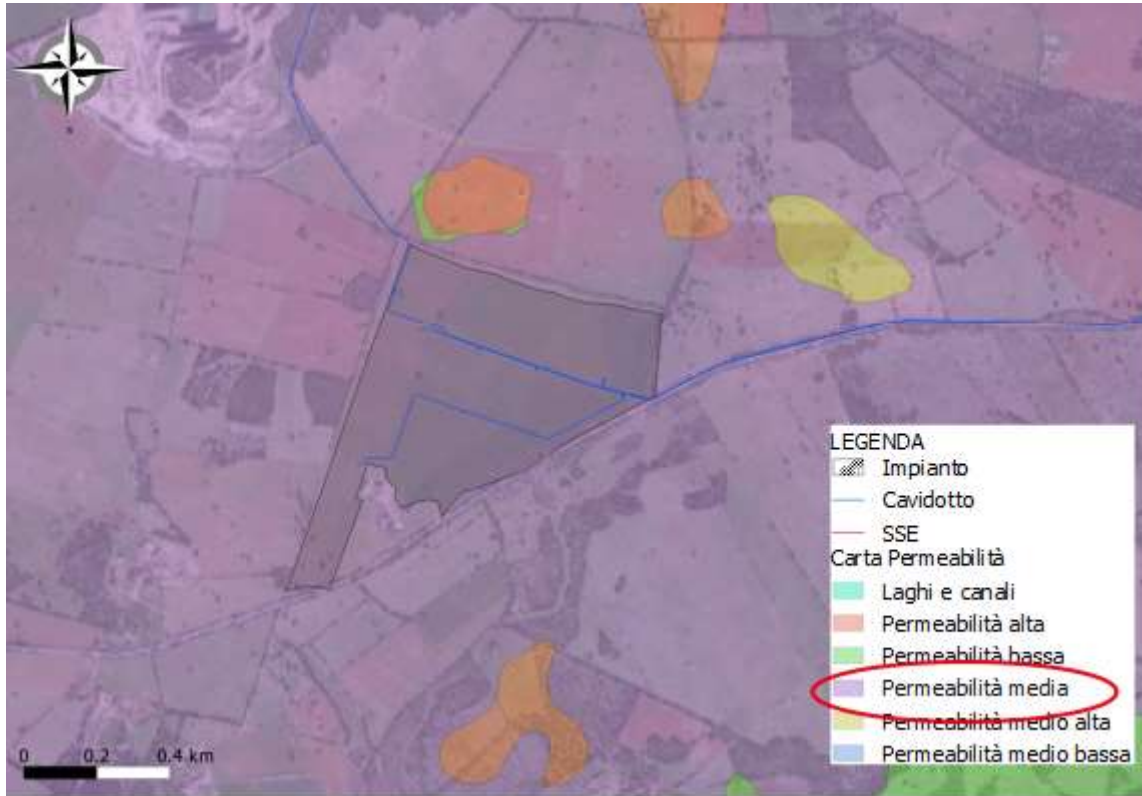 LEGENDA
Impianto
Cavidotto
SSE
Carta Permeabilità
Laghi e canali
Permeabilità alta
Permeabilità bassa
Permeabilità media
Permeabilità medio alta
Permeabilità medio bassa
0 0.2 0.4 km